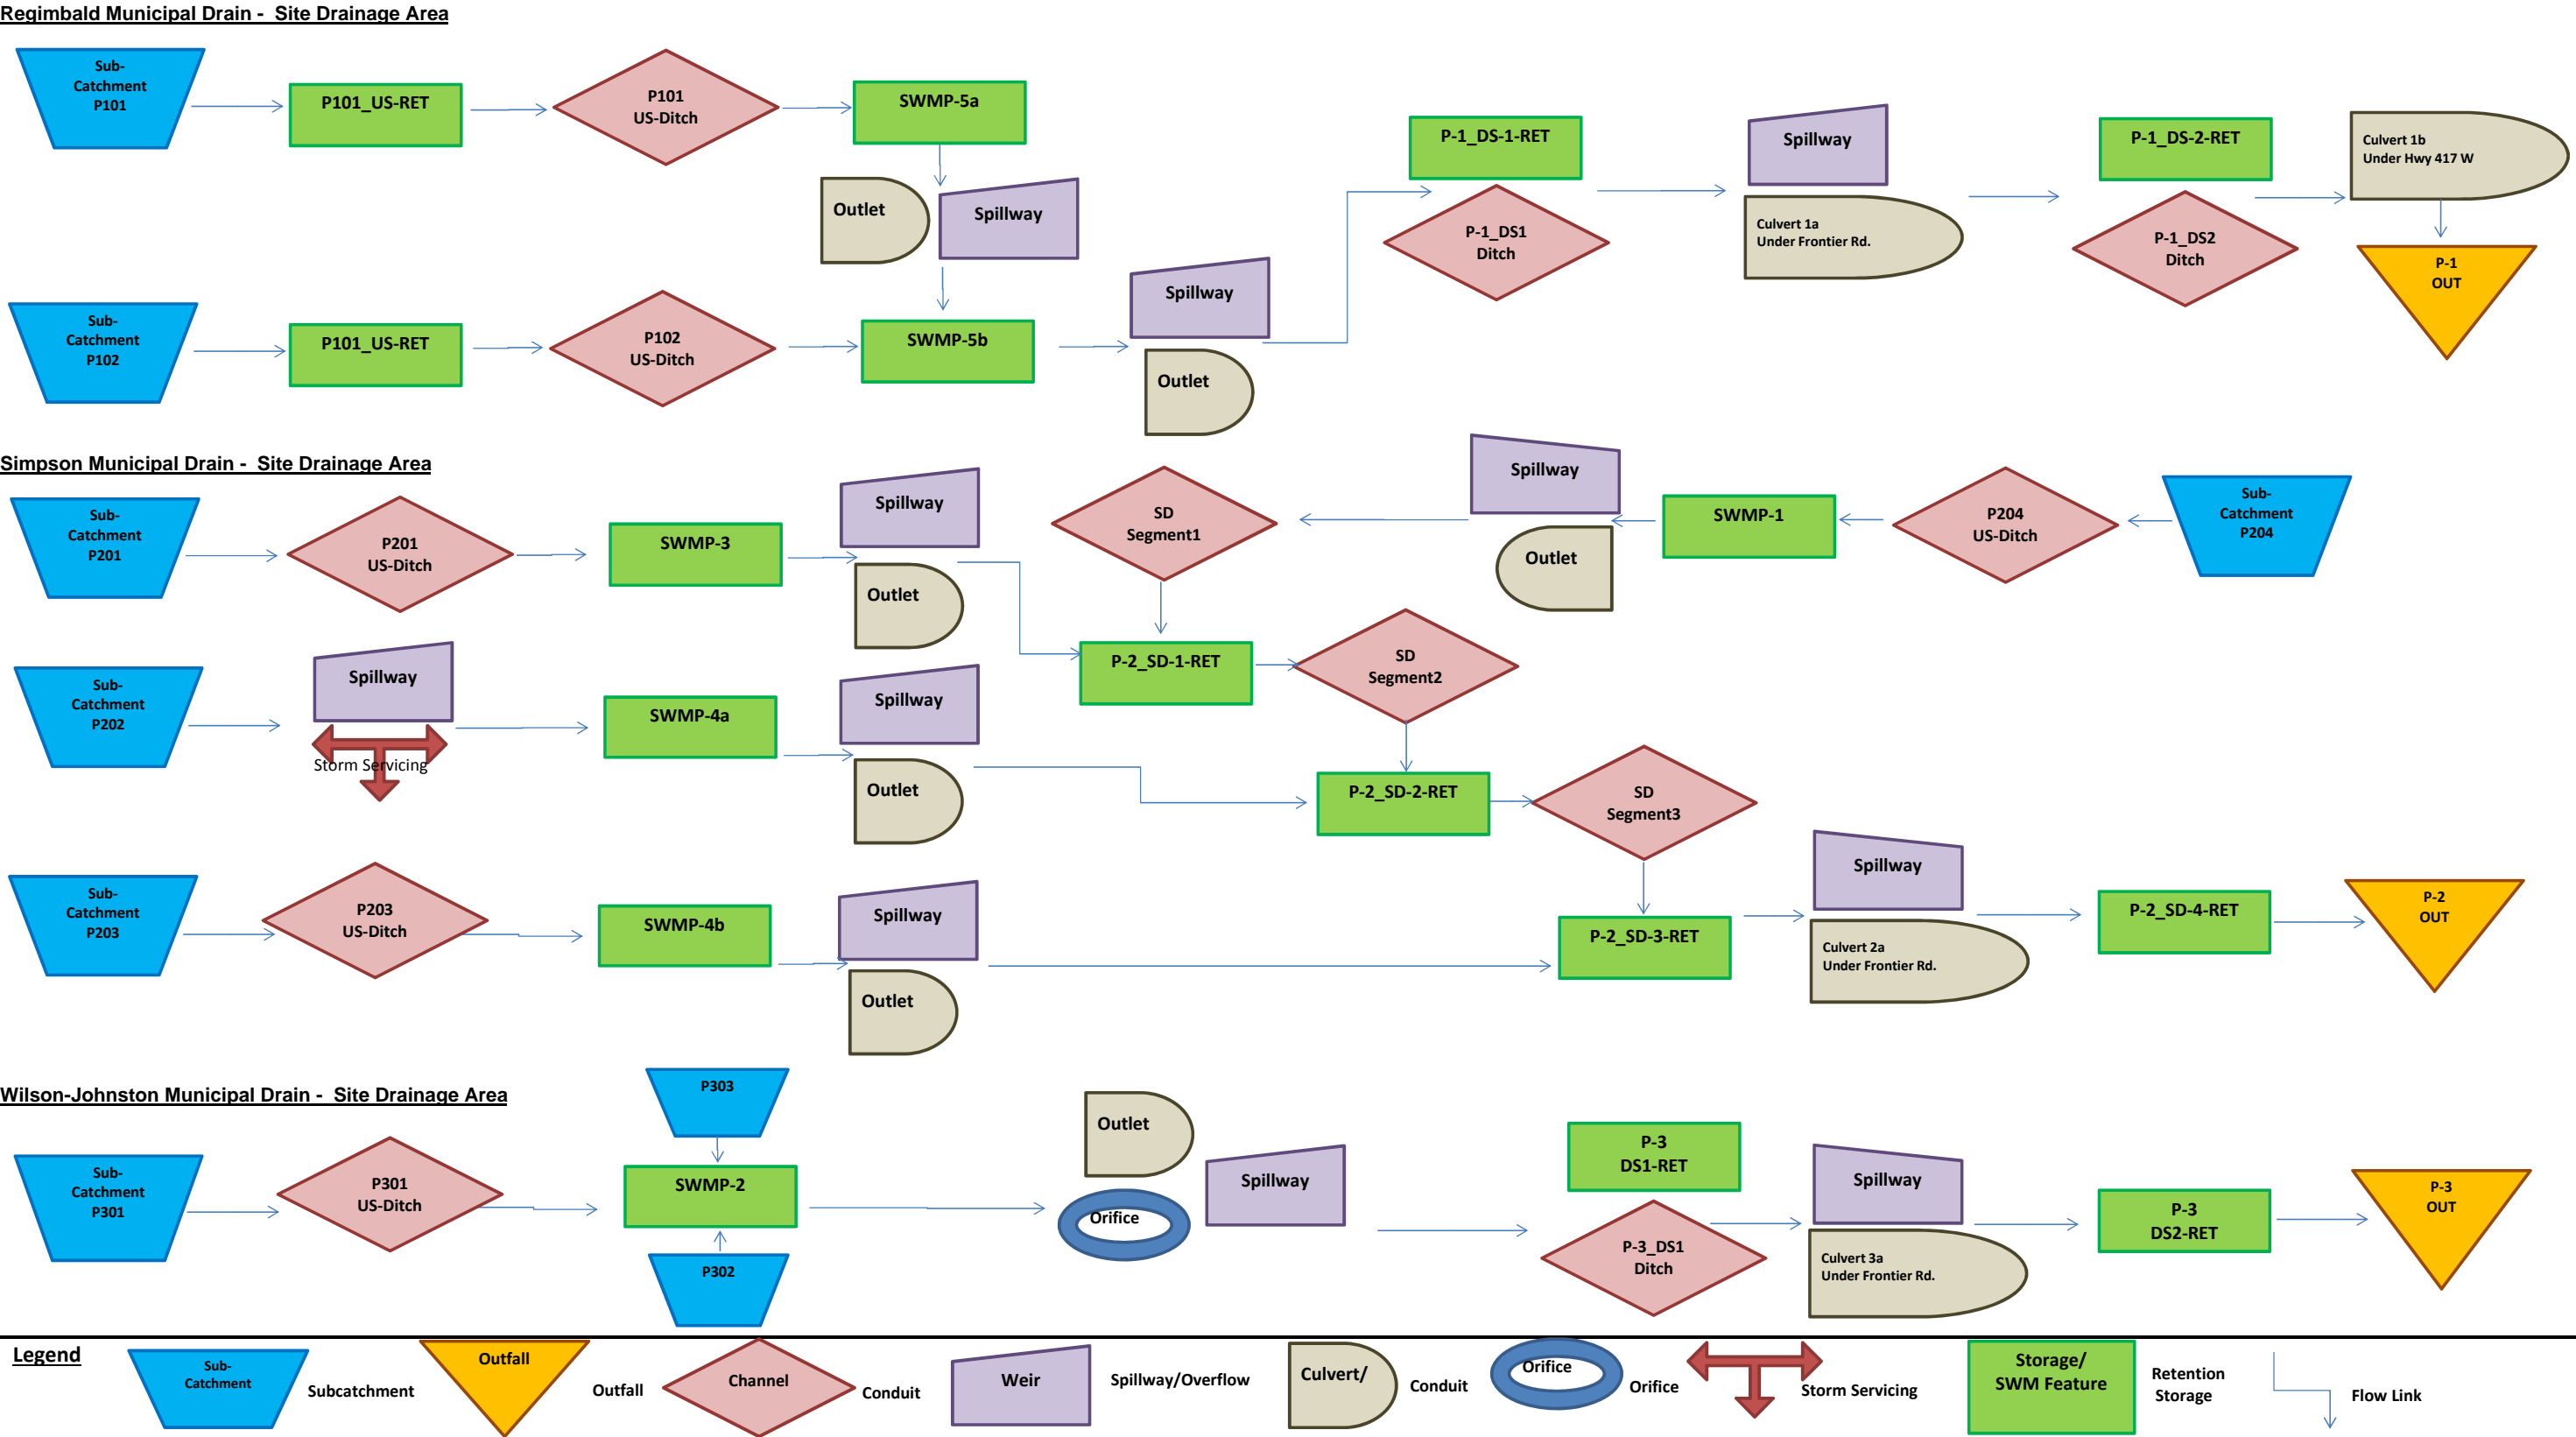 Regimbald Municipal Drain -  Site Drainage Area
Sub-
Catchment
P101
P101_US-RET
P101
US-Ditch
SWMP-5a
Outlet
Spillway
Sub-
Catchment
P102
P101_US-RET
P102
US-Ditch
SWMP-5b
Spillway
Outlet
P-1_DS-1-RET
P-1_DS1
Ditch
Spillway
Culvert 1a
Under Frontier Rd.
P-1_DS-2-RET
P-1_DS2
Ditch
Culvert 1b
Under Hwy 417 W
P-1
OUT
Simpson Municipal Drain -  Site Drainage Area
Sub-
Catchment
P201
P201
US-Ditch
SWMP-3
Spillway
Outlet
SD
Segment1
Spillway
Outlet
SWMP-1
P204
US-Ditch
Sub-
Catchment
P204
Sub-
Catchment
P202
Spillway
Storm Servicing
SWMP-4a
Spillway
Outlet
P-2_SD-1-RET
SD
Segment2
P-2_SD-2-RET
SD
Segment3
Sub-
Catchment
P203
P203
US-Ditch
SWMP-4b
Spillway
Outlet
P-2_SD-3-RET
Spillway
Culvert 2a
Under Frontier Rd.
P-2_SD-4-RET
P-2
OUT
Wilson-Johnston Municipal Drain -  Site Drainage Area
Sub-
Catchment
P301
P301
US-Ditch
P303
SWMP-2
P302
Outlet
Orifice
Spillway
P-3
DS1-RET
P-3_DS1
Ditch
Spillway
Culvert 3a
Under Frontier Rd.
P-3
DS2-RET
P-3
OUT
Legend
Sub-
Catchment
Subcatchment
Outfall
Outfall
Channel
Conduit
Weir
Spillway/Overflow
Culvert/
Conduit
Orifice
Orifice
Storm Servicing
Storage/
SWM Feature
Retention
Storage
Flow Link